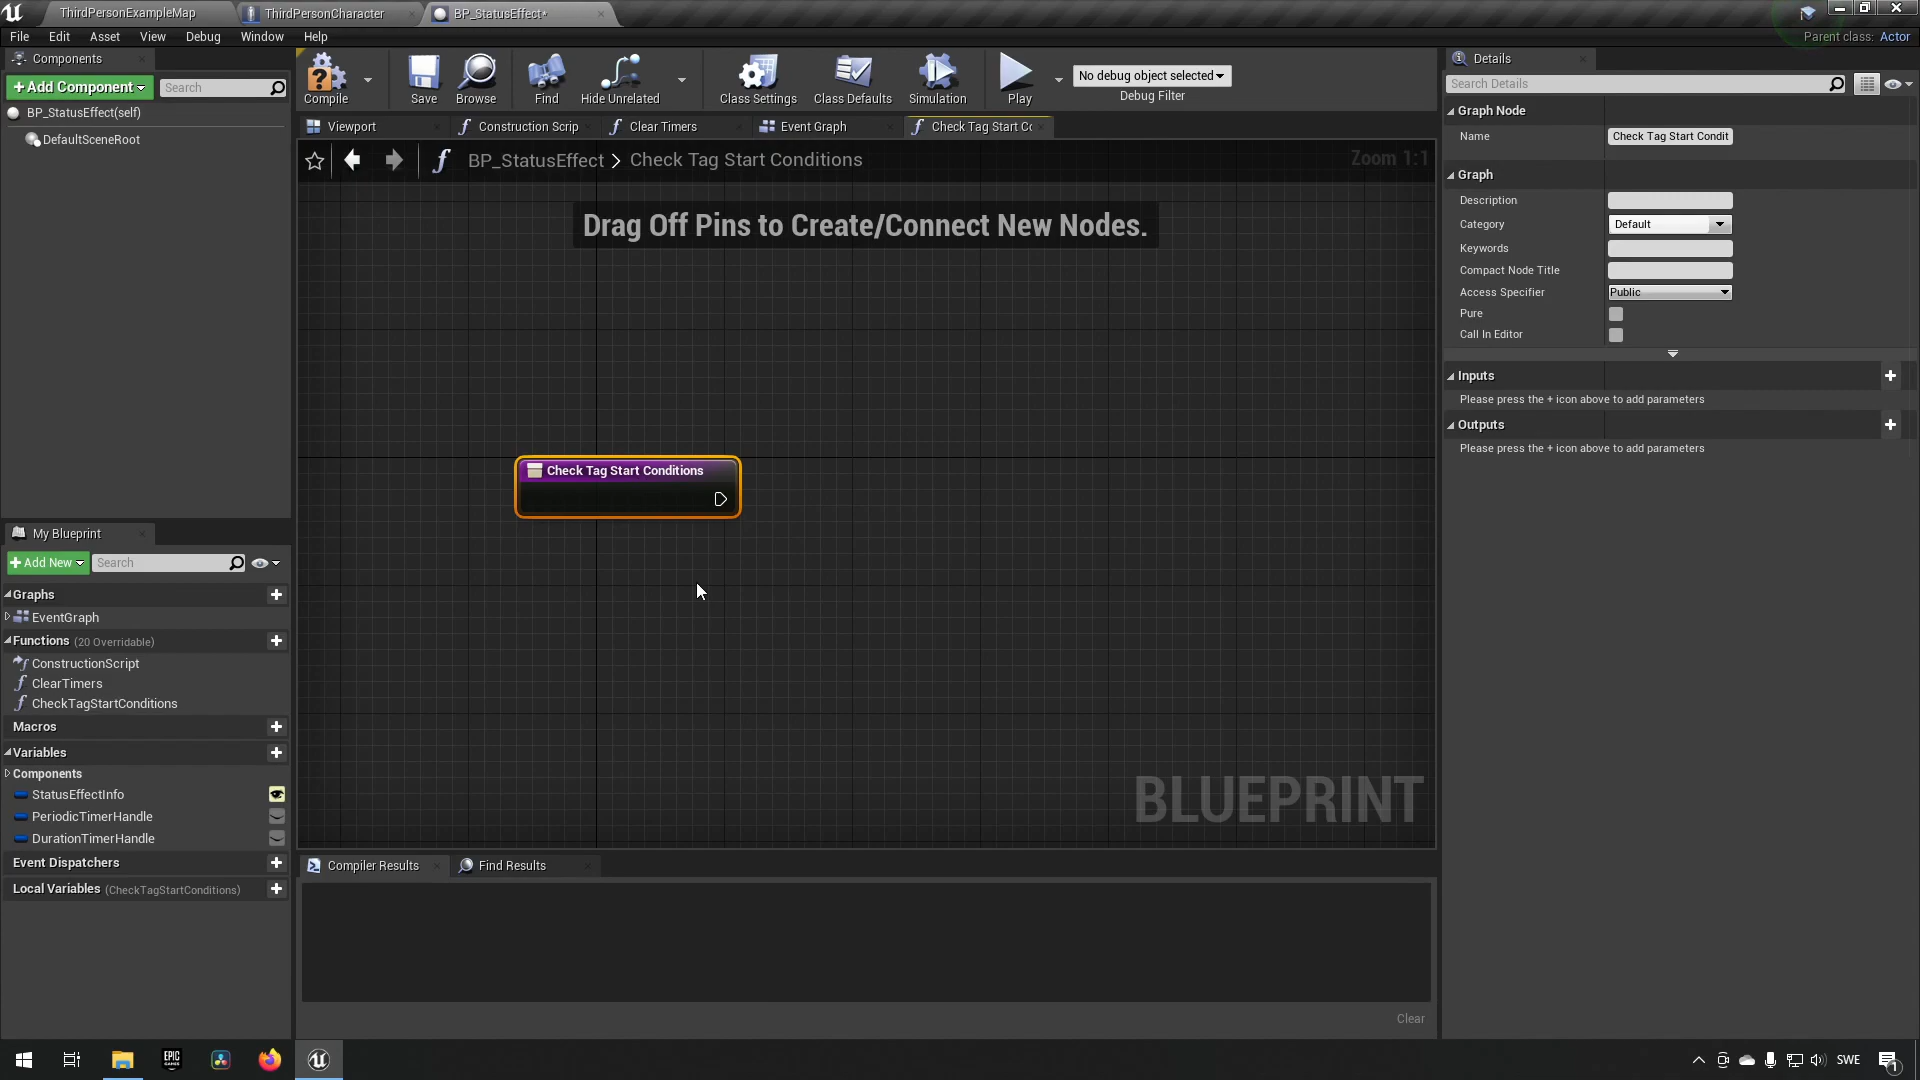 ThirdPersonExampleMap
ThirdPersonCharacter
BP_StatusEffect*
File Edit Asset View Debug Window Help
Parent class: Actor
Components
+Add Component
Search
BP_StatusEffect(self)
DefaultSceneRoot
Compile
Save
Browse
Find
Hide Unrelated
Class Settings
Class Defaults
Simulation
Play
No debug object selected
Debug Filter
Viewport
Construction Scrip
Clear Timers
Event Graph
Check Tag Start Co
BP_StatusEffect > Check Tag Start Conditions
Zoom 1:1
Drag Off Pins to Create/Connect New Nodes.
Check Tag Start Conditions
BLUEPRINT
My Blueprint
+Add New
Search
Graphs
EventGraph
Functions (20 Overridable)
ConstructionScript
ClearTimers
CheckTagStartConditions
Macros
Variables
Components
StatusEffectInfo
PeriodicTimerHandle
DurationTimerHandle
Event Dispatchers
Local Variables (CheckTagStartConditions)
Compiler Results
Find Results
Clear
Details
Search Details
Graph Node
Name Check Tag Start Condit
Graph
Description
Category Default
Keywords
Compact Node Title
Access Specifier Public
Pure
Call In Editor
Inputs
Please press the + icon above to add parameters
Outputs
Please press the + icon above to add parameters
EPIC GAMES
SWE
1